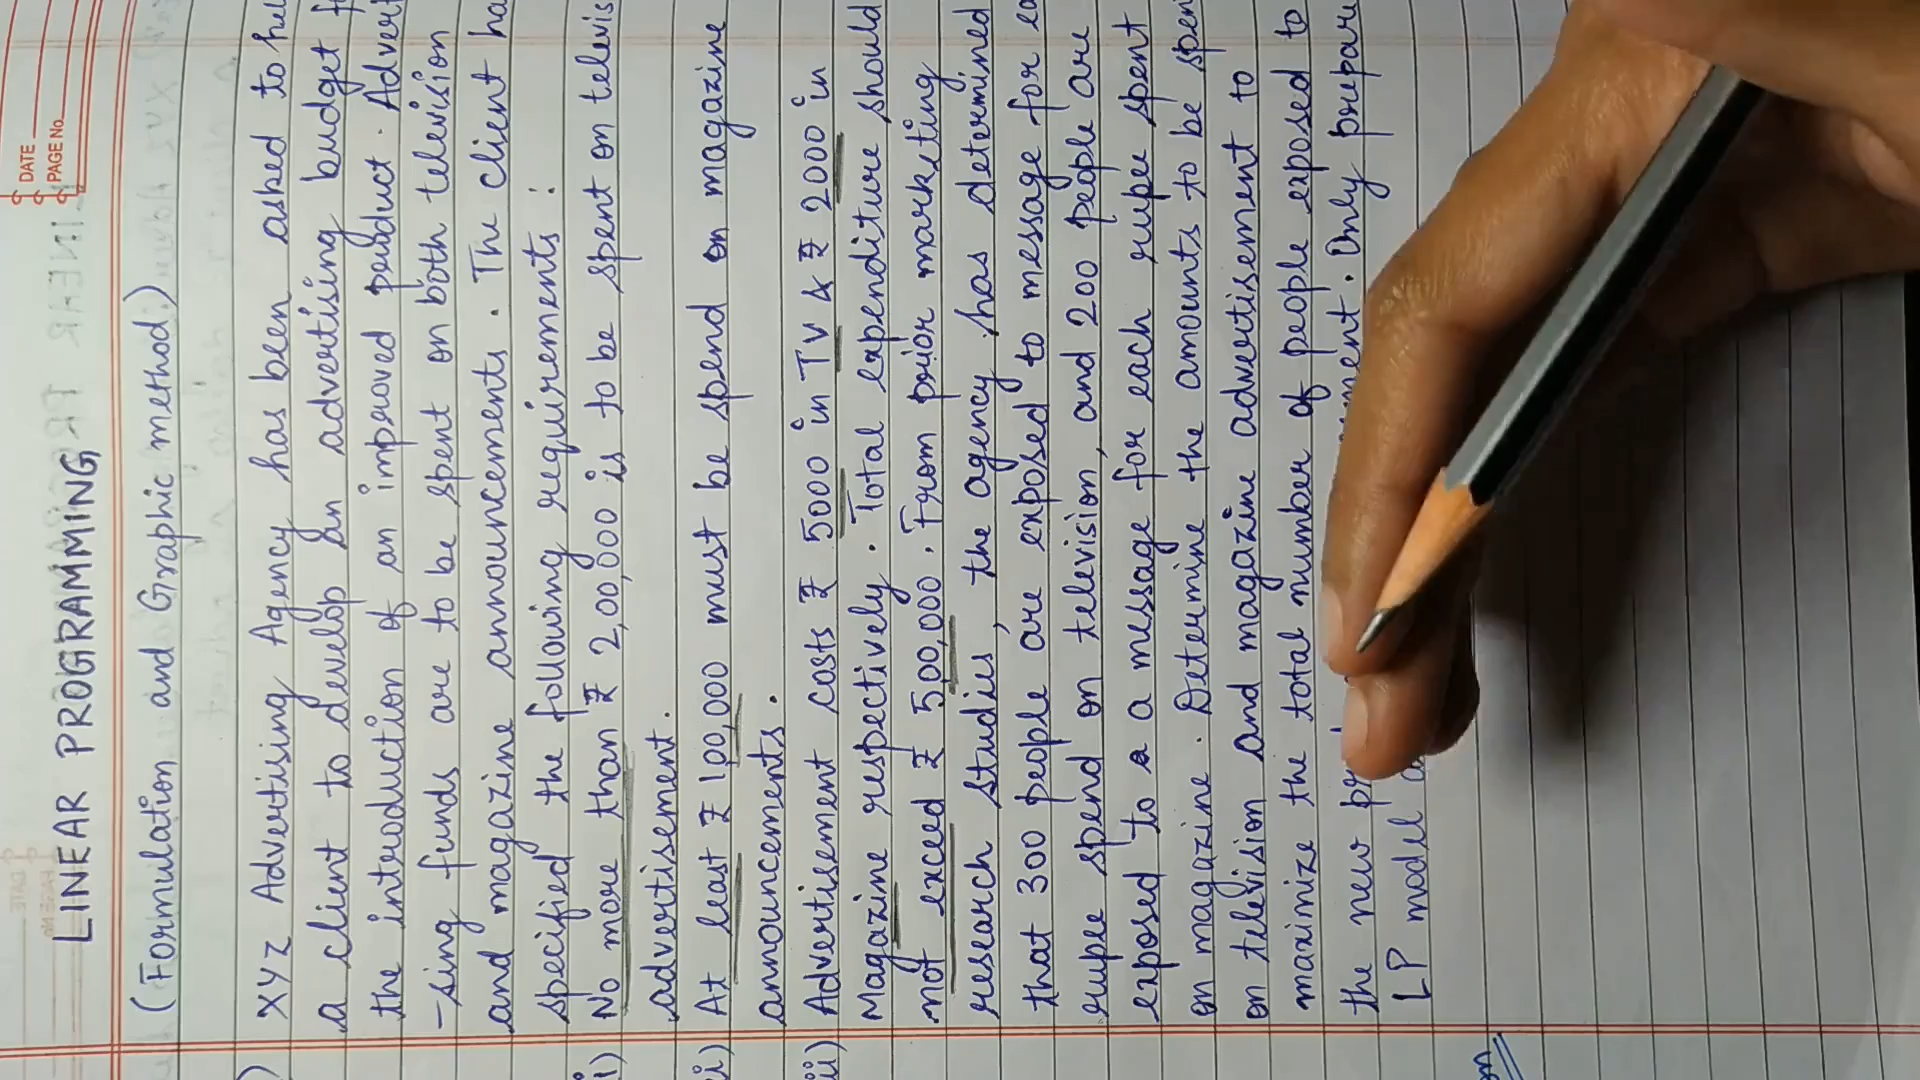 DATE
PAGE No.
LINEAR PROGRAMMING
(Formulation and Graphic method)
XYZ Advertising Agency has been asked to
a client to develop an advertising budget
the introduction of an improved product. Advert
-sing funds are to be spent on both television
and magazine announcements. The client
specified the following requirements:
i) No more than ₹ 2,00,000 is to be spent on televis
advertisement.
ii) At least ₹ 100,000 must be spend on magazine
announcements.
iii) Advertisement costs ₹ 5000 in TV & ₹ 2000 in
Magazine respectively. Total expenditure should
not exceed ₹ 500,000. From prior marketing
research studies, the agency has determined
that 300 people are exposed to message for ea
rupee spend on television, and 200 people are
exposed to a message for each rupee spent
on magazine. Determine the amounts to be spen
on television and magazine advertisement to
maximize the total number of people exposed to
the new pr ement. Only prepare
LP model